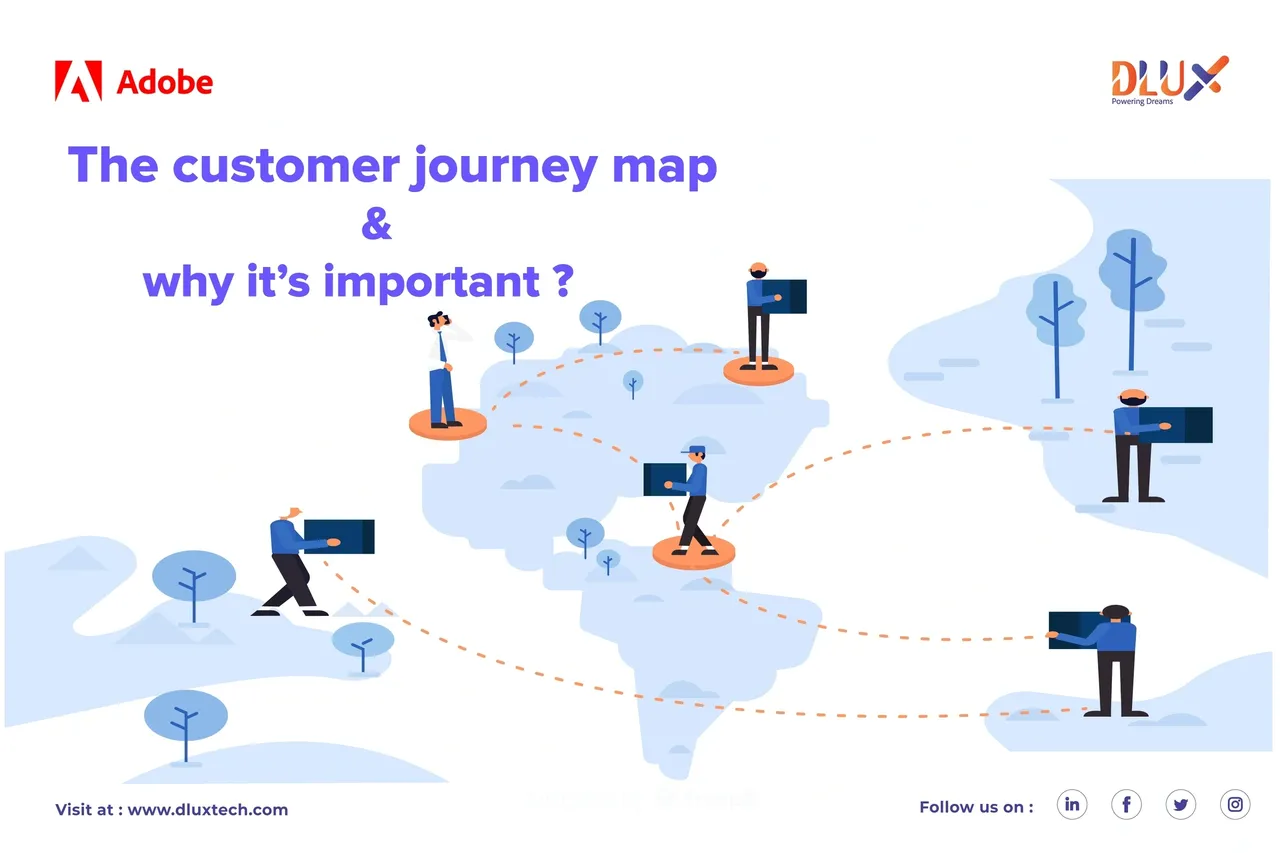 Adobe
DLUX
Powering Dreams
The customer journey map
&
why it's important ?
Visit at : www.dluxtech.com
Follow us on :